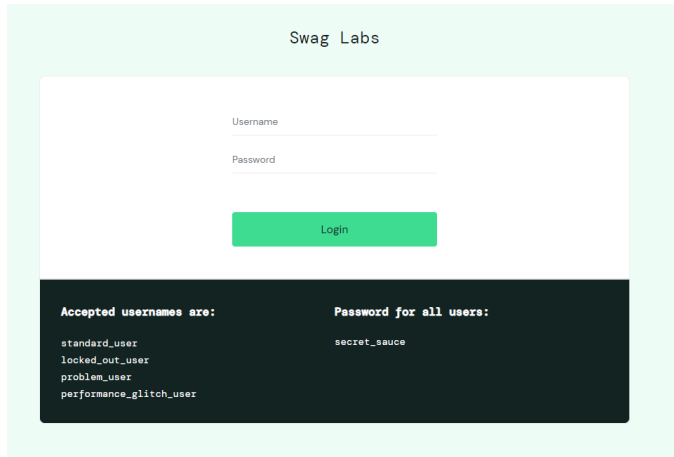 Swag Labs
Username
Password
Login
Accepted usernames are:
standard_user
locked_out_user
problem_user
performance_glitch_user
Password for all users:
secret_sauce